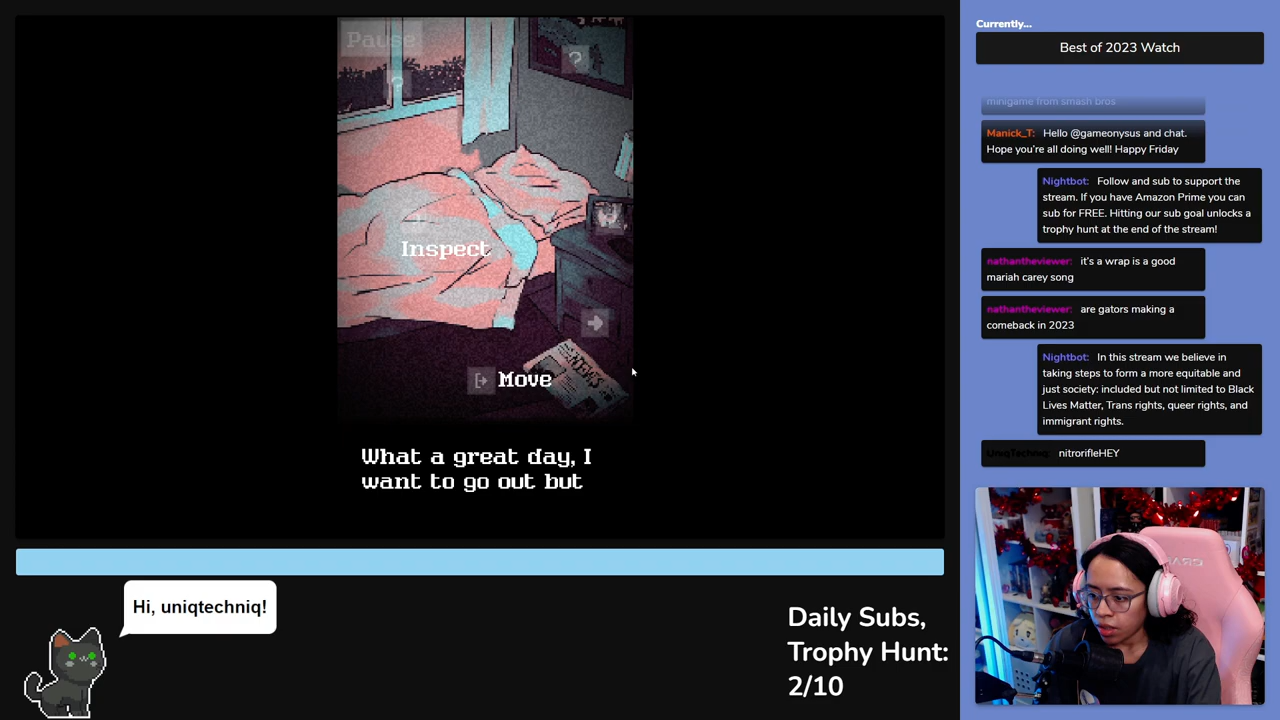 Pause
Inspect
Move
NEWS
What a great day, I
want to go out but
Hi, uniqtechniq!
Daily Subs,
Trophy Hunt:
2/10
Currently...
Best of 2023 Watch
minigame from smash bros
Manick_T: Hello @gameonysus and chat.
Hope you're all doing well! Happy Friday
Nightbot: Follow and sub to support the
stream. If you have Amazon Prime you can
sub for FREE. Hitting our sub goal unlocks a
trophy hunt at the end of the stream!
nathantheviewer: it's a wrap is a good
mariah carey song
nathantheviewer: are gators making a
comeback in 2023
Nightbot: In this stream we believe in
taking steps to form a more equitable and
just society: included but not limited to Black
Lives Matter, Trans rights, queer rights, and
immigrant rights.
UniqTechniq: nitrorifleHEY